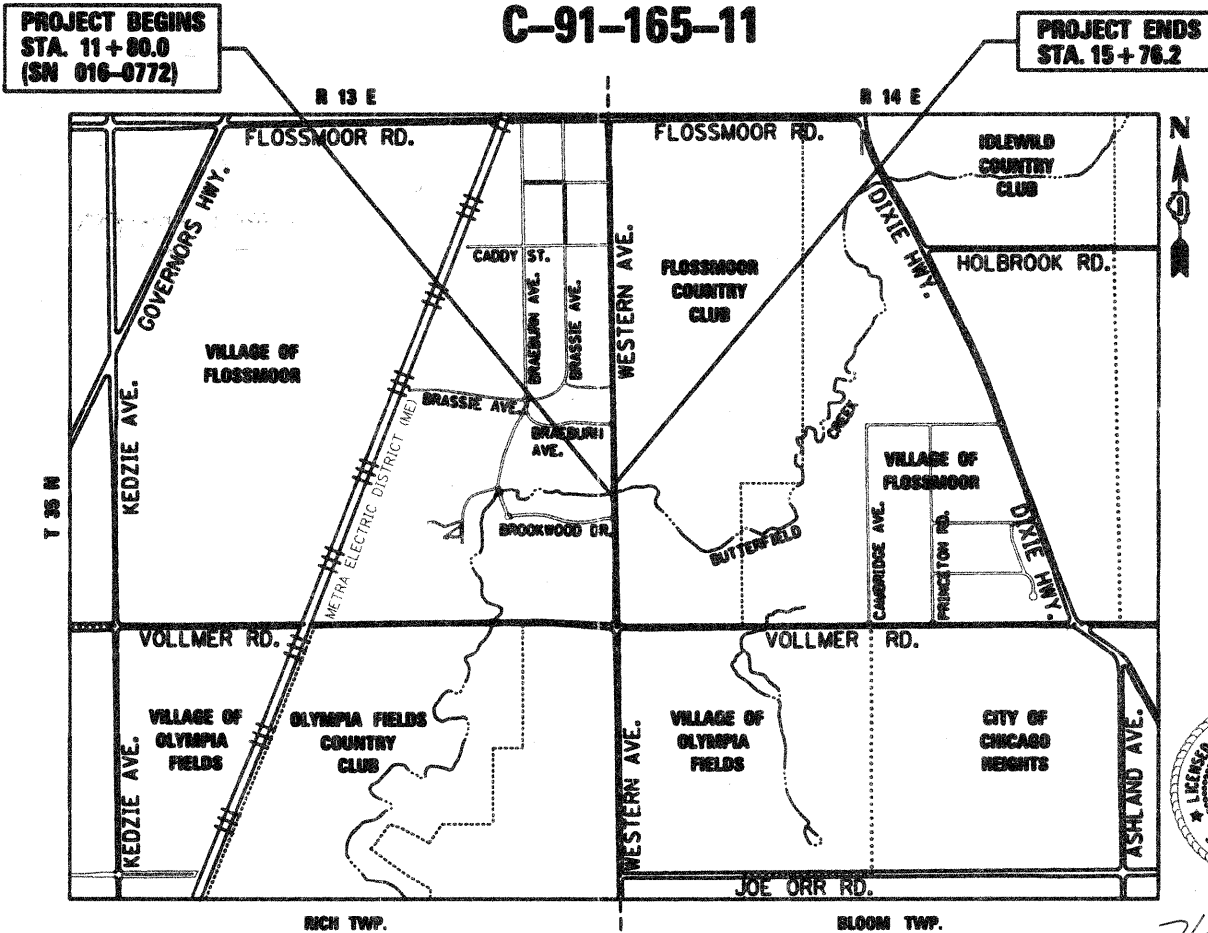 C-91-165-11
PROJECT BEGINS
STA. 11+80.0
(SN 016-0772)
PROJECT ENDS
STA. 15+76.2
R 13 E
R 14 E
FLOSSMOOR RD.
FLOSSMOOR RD.
N
IDLEWILD
COUNTRY
CLUB
GOVERNORS HWY.
DIXIE HWY.
HOLBROOK RD.
CADDY ST.
BRAEBURN AVE.
BRASSIE AVE.
WESTERN AVE.
FLOSSMOOR
COUNTRY
CLUB
VILLAGE OF
FLOSSMOOR
KEDZIE AVE.
BRASSIE AVE.
BRAEBURN
AVE.
METRA ELECTRIC DISTRICT (ME)
T 35 N
BROOKWOOD DR.
BUTTERFIELD
CREEK
VILLAGE OF
FLOSSMOOR
CAMBRIDGE AVE.
PRINCETON RD.
DIXIE HWY.
VOLLMER RD.
VOLLMER RD.
VILLAGE OF
OLYMPIA
FIELDS
OLYMPIA FIELDS
COUNTRY
CLUB
VILLAGE OF
OLYMPIA
FIELDS
CITY OF
CHICAGO
HEIGHTS
KEDZIE AVE.
WESTERN AVE.
ASHLAND AVE.
LICENSED
JOE ORR RD.
RICH TWP.
BLOOM TWP.